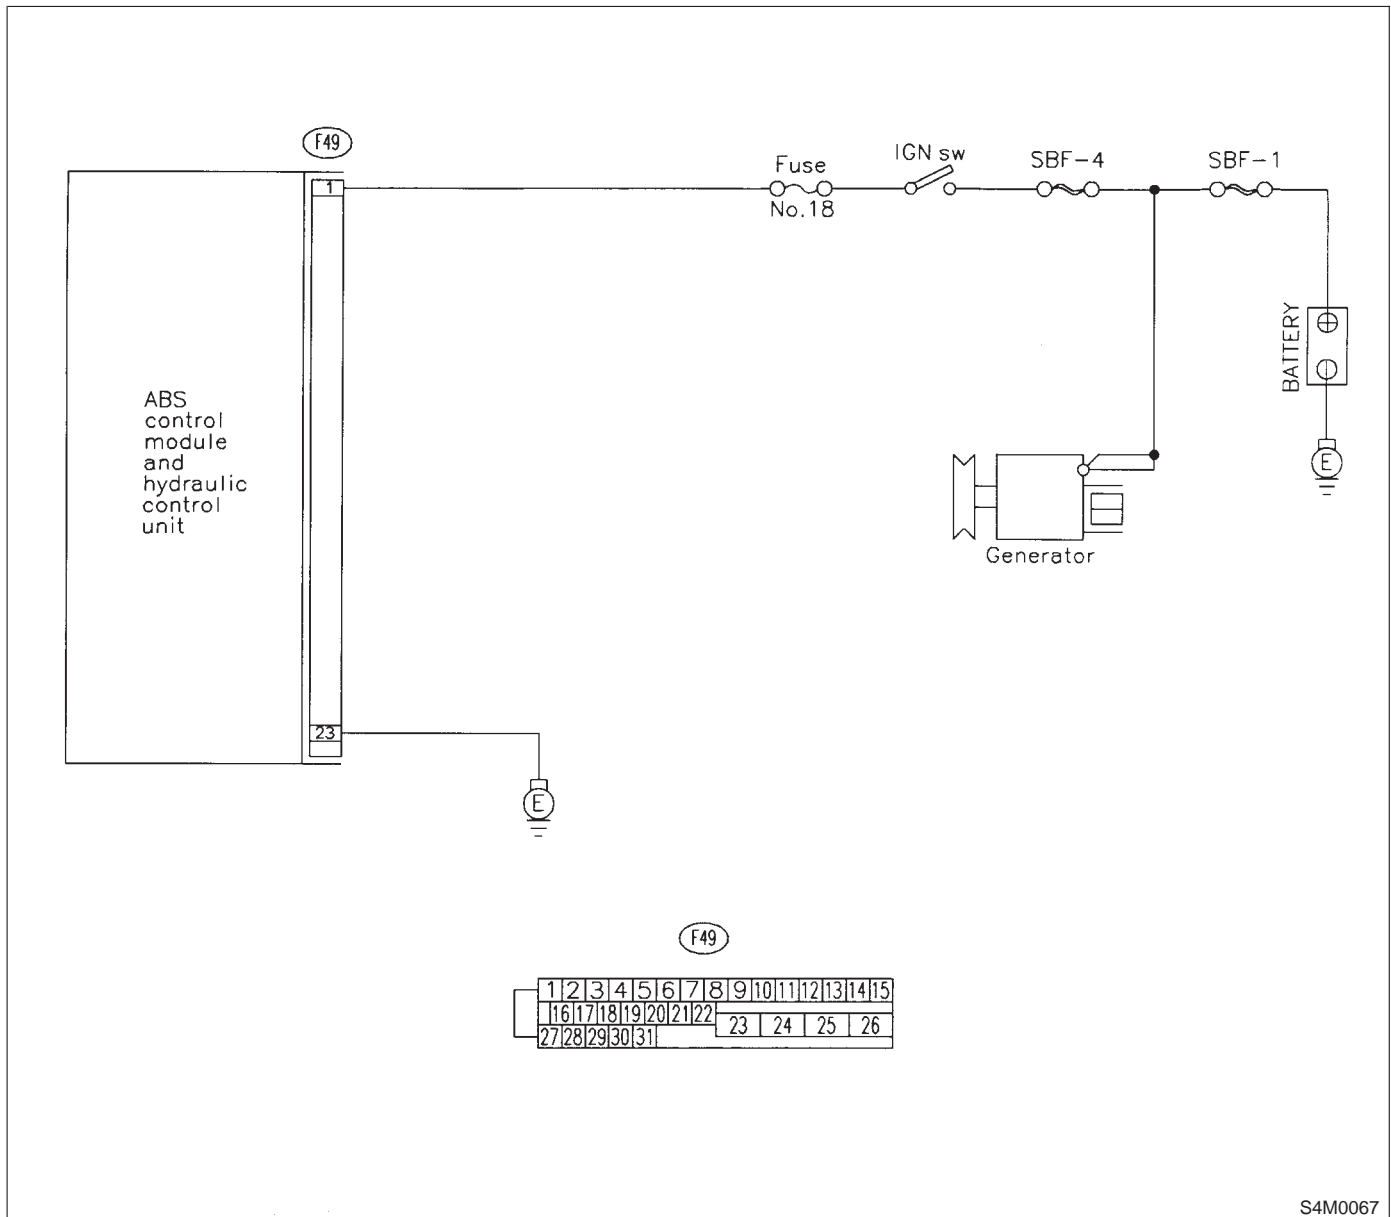 F49
1
Fuse
No.18
IGN sw
SBF-4
SBF-1
BATTERY
E
ABS
control
module
and
hydraulic
control
unit
Generator
23
E
F49
1 2 3 4 5 6 7 8 9 10 11 12 13 14 15
16 17 18 19 20 21 22
23 24 25 26
27 28 29 30 31
S4M0067